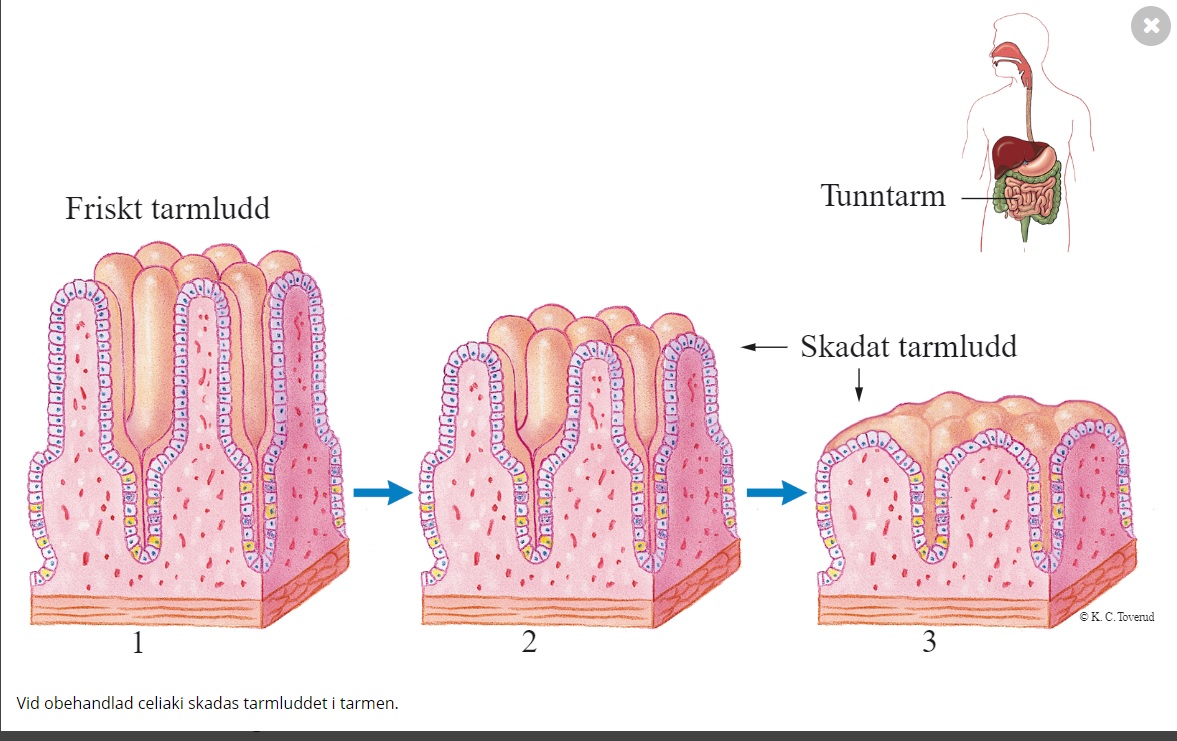 Tunntarm
Friskt tarmludd
Skadat tarmludd
© K. C. Toverud
1
2
3
Vid obehandlad celiaki skadas tarmluddet i tarmen.